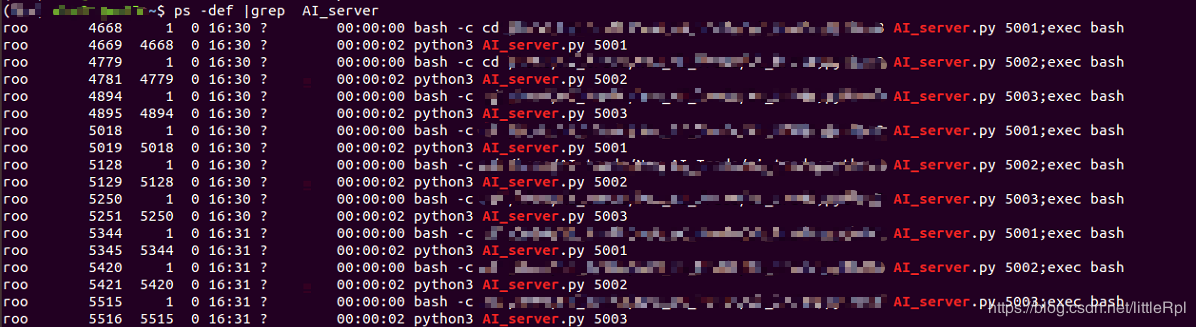 (                    :~$ ps -def |grep  AI_server
roo 4668 1 0 16:30 ? 00:00:00 bash -c cd AI_server.py 5001;exec bash
roo 4669 4668 0 16:30 ? 00:00:02 python3 AI_server.py 5001
roo 4779 1 0 16:30 ? 00:00:00 bash -c cd AI_server.py 5002;exec bash
roo 4781 4779 0 16:30 ? 00:00:02 python3 AI_server.py 5002
roo 4894 1 0 16:30 ? 00:00:00 bash -c AI_server.py 5003;exec bash
roo 4895 4894 0 16:30 ? 00:00:02 python3 AI_server.py 5003
roo 5018 1 0 16:30 ? 00:00:00 bash -c AI_server.py 5001;exec bash
roo 5019 5018 0 16:30 ? 00:00:02 python3 AI_server.py 5001
roo 5128 1 0 16:30 ? 00:00:00 bash -c AI_server.py 5002;exec bash
roo 5129 5128 0 16:30 ? 00:00:02 python3 AI_server.py 5002
roo 5250 1 0 16:30 ? 00:00:00 bash -c AI_server.py 5003;exec bash
roo 5251 5250 0 16:30 ? 00:00:02 python3 AI_server.py 5003
roo 5344 1 0 16:31 ? 00:00:00 bash -c AI_server.py 5001;exec bash
roo 5345 5344 0 16:31 ? 00:00:02 python3 AI_server.py 5001
roo 5420 1 0 16:31 ? 00:00:00 bash -c AI_server.py 5002;exec bash
roo 5421 5420 0 16:31 ? 00:00:02 python3 AI_server.py 5002
roo 5515 1 0 16:31 ? 00:00:00 bash -c AI_server.py 5003;exec bash
https://blog.csdn.net/littleRpl
roo 5516 5515 0 16:31 ? 00:00:02 python3 AI_server.py 5003